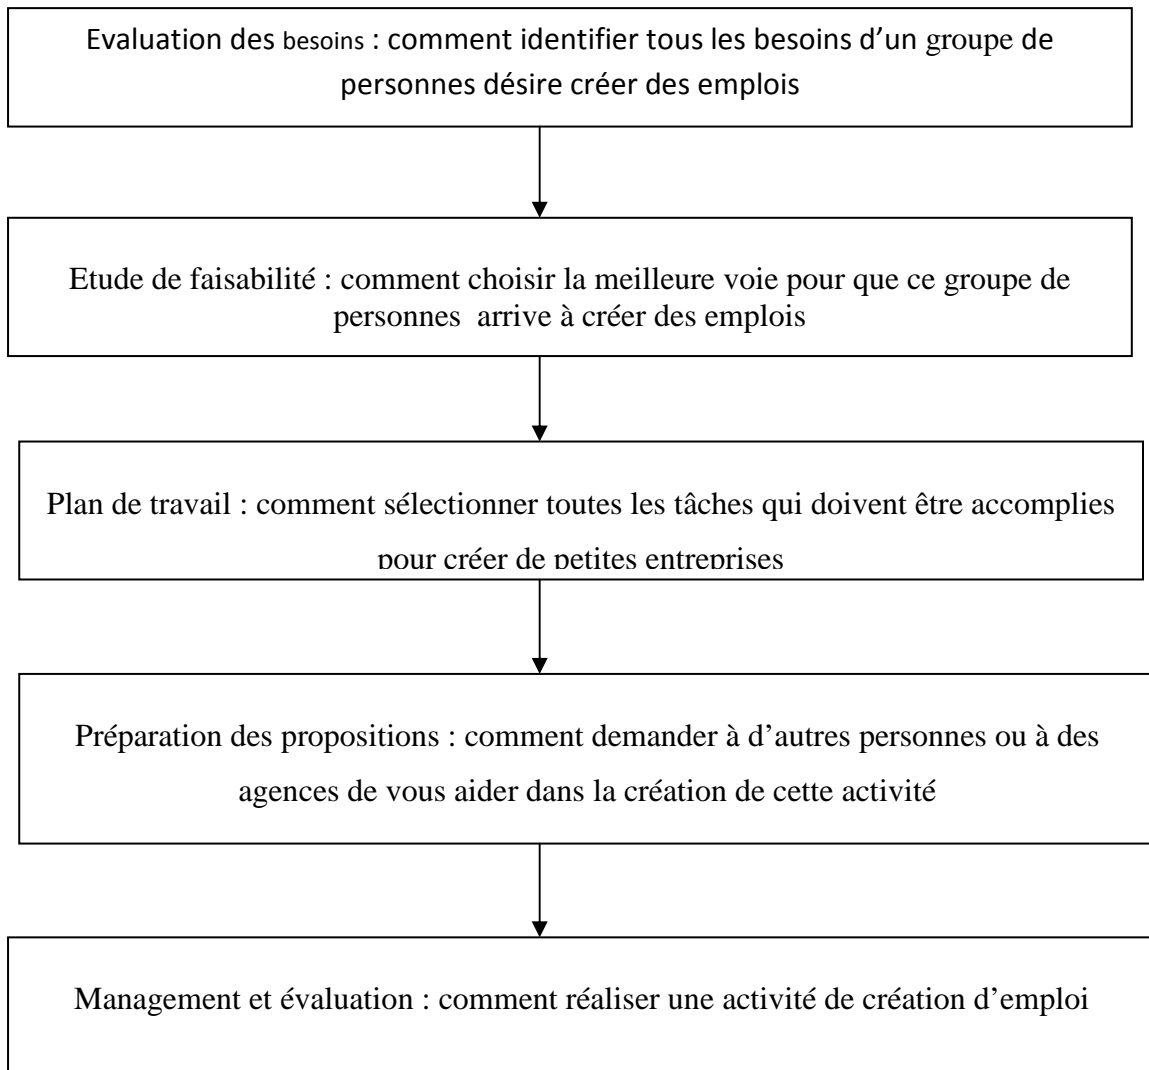 Evaluation des besoins : comment identifier tous les besoins d’un groupe de
personnes désire créer des emplois
Etude de faisabilité : comment choisir la meilleure voie pour que ce groupe de
personnes arrive à créer des emplois
Plan de travail : comment sélectionner toutes les tâches qui doivent être accomplies
pour créer de petites entreprises
Préparation des propositions : comment demander à d’autres personnes ou à des
agences de vous aider dans la création de cette activité
Management et évaluation : comment réaliser une activité de création d’emploi